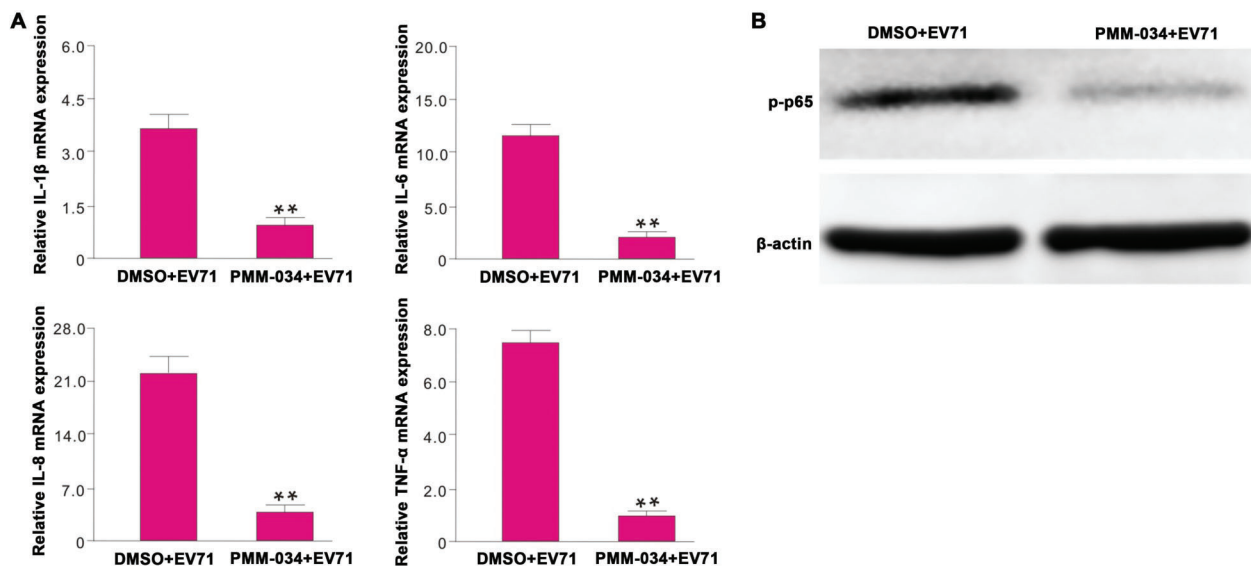 A
Relative IL-1β mRNA expression
6.0
4.5
3.0
1.5
0
**
DMSO+EV71 PMM-034+EV71
Relative IL-6 mRNA expression
20.0
15.0
10.0
5.0
0
**
DMSO+EV71 PMM-034+EV71
Relative IL-8 mRNA expression
28.0
21.0
14.0
7.0
0
**
DMSO+EV71 PMM-034+EV71
Relative TNF-α mRNA expression
8.0
6.0
4.0
2.0
0
**
DMSO+EV71 PMM-034+EV71
B
DMSO+EV71 PMM-034+EV71
p-p65
β-actin